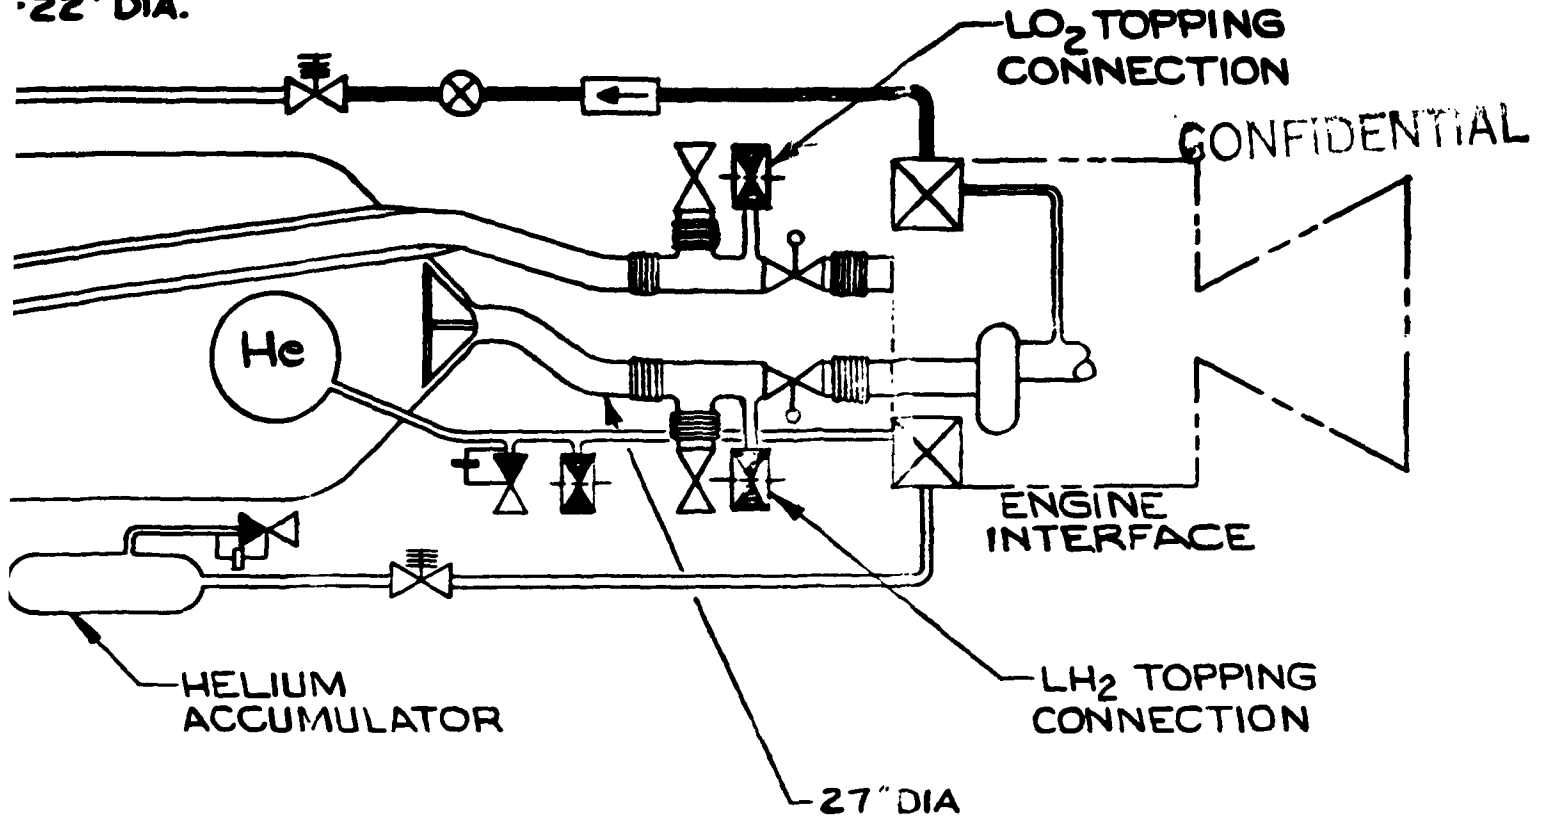 .22" DIA.
LO₂ TOPPING
CONNECTION
CONFIDENTIAL
He
ENGINE
INTERFACE
HELIUM
ACCUMULATOR
LH₂ TOPPING
CONNECTION
27" DIA